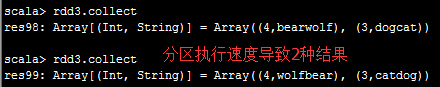 scala> rdd3.collect
res98: Array[(Int, String)] = Array((4,bearwolf), (3,dogcat))
scala> rdd3.collect
分区执行速度导致2种结果
res99: Array[(Int, String)] = Array((4,wolfbear), (3,catdog))